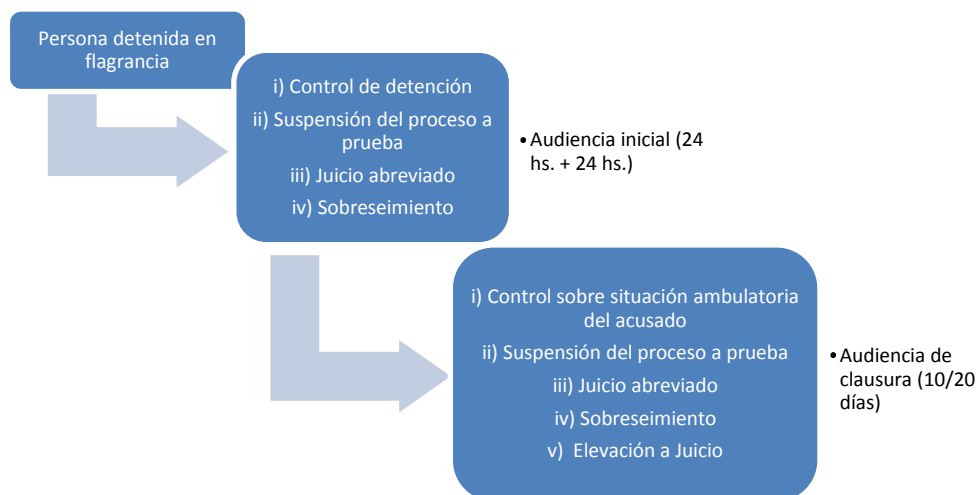 Persona detenida en
flagrancia
i) Control de detención
ii) Suspensión del proceso a
prueba
iii) Juicio abreviado
iv) Sobreseimiento
•Audiencia inicial (24
hs. + 24 hs.)
i) Control sobre situación ambulatoria
del acusado
ii) Suspensión del proceso a prueba
iii) Juicio abreviado
iv) Sobreseimiento
v) Elevación a Juicio
•Audiencia de
clausura (10/20
días)